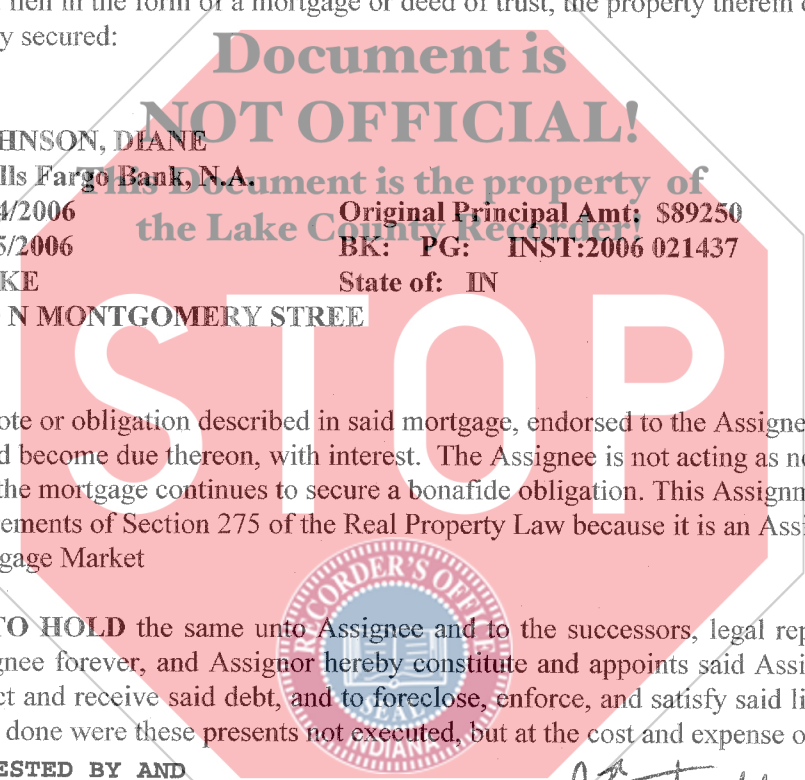 lien in the form of a mortgage or deed of trust, the property therein
y secured:
Document is
NOT OFFICIAL!
This Document is the property of
the Lake County Recorder!
HNSON, DIANE
lls Fargo Bank, N.A.
4/2006 Original Principal Amt: $89250
5/2006 BK: PG: INST:2006 021437
KE State of: IN
N MONTGOMERY STREE
STOP
ote or obligation described in said mortgage, endorsed to the Assigne
d become due thereon, with interest. The Assignee is not acting as no
the mortgage continues to secure a bonafide obligation. This Assignm
ements of Section 275 of the Real Property Law because it is an Assi
gage Market
TO HOLD the same unto Assignee and to the successors, legal rep
gnee forever, and Assignor hereby constitute and appoints said Assi
ct and receive said debt, and to foreclose, enforce, and satisfy said li
done were these presents not executed, but at the cost and expense o
RECORDER'S OFFICE
SEAL
INDIANA
ESTED BY AND